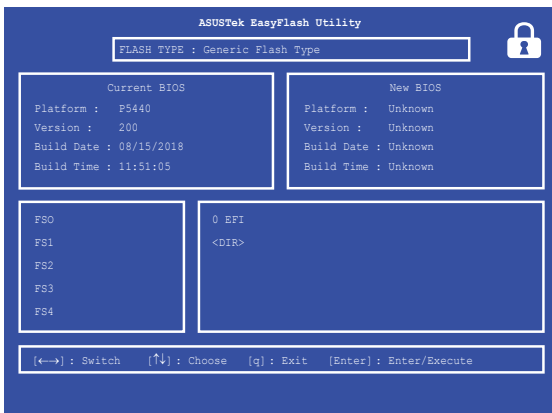 ASUSTek EasyFlash Utility
FLASH TYPE : Generic Flash Type
Current BIOS
Platform : P5440
Version : 200
Build Date : 08/15/2018
Build Time : 11:51:05
New BIOS
Platform : Unknown
Version : Unknown
Build Date : Unknown
Build Time : Unknown
FSO
FS1
FS2
FS3
FS4
0 EFI
<DIR>
[←→] : Switch [↑↓] : Choose [q] : Exit [Enter] : Enter/Execute